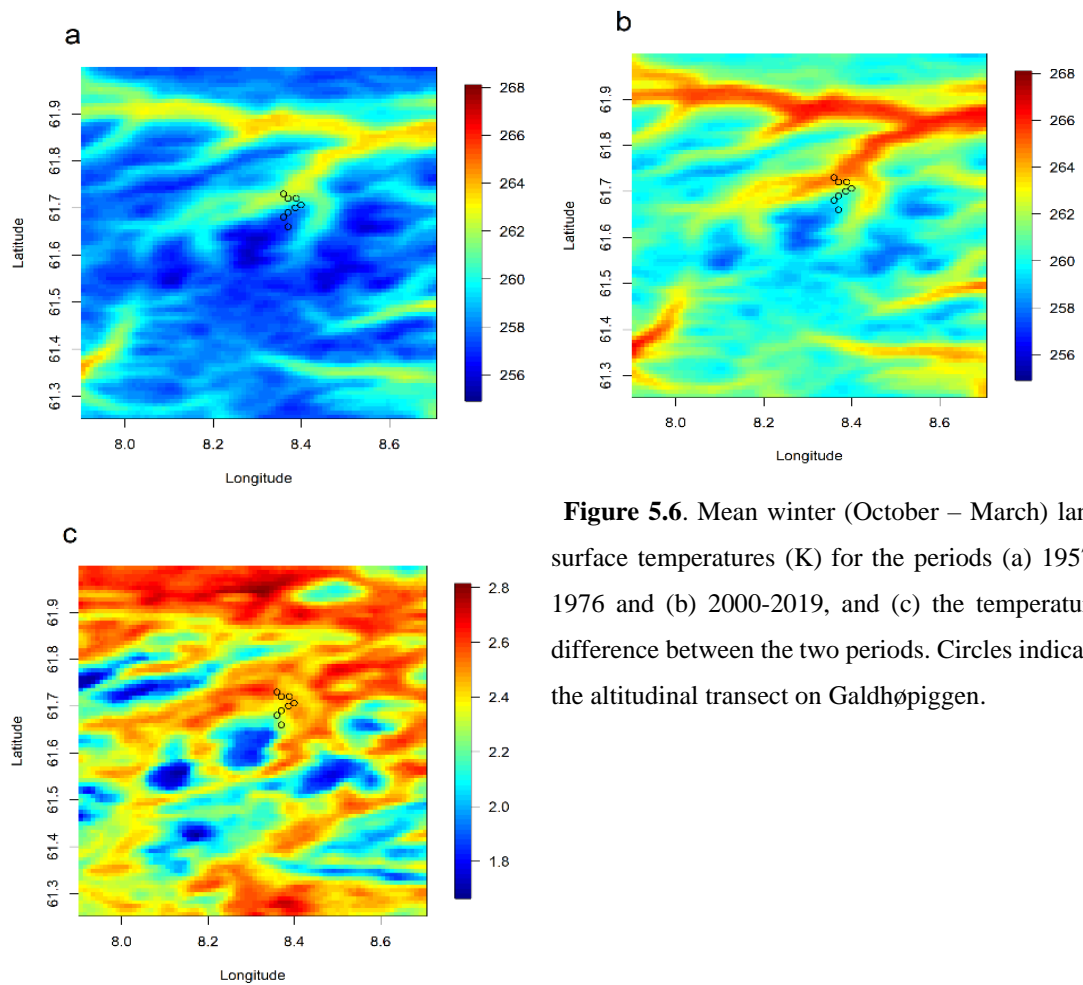 a
61.9
61.8
61.7
61.6
61.5
61.4
61.3
Latitude
8.0 8.2 8.4 8.6
Longitude
268
266
264
262
260
258
256
b
61.9
61.8
61.7
61.6
61.5
61.4
61.3
Latitude
8.0 8.2 8.4 8.6
Longitude
268
266
264
262
260
258
256
c
61.9
61.8
61.7
61.6
61.5
61.4
61.3
Latitude
8.0 8.2 8.4 8.6
Longitude
2.8
2.6
2.4
2.2
2.0
1.8
Figure 5.6. Mean winter (October – March)
surface temperatures (K) for the periods (a)
1976 and (b) 2000-2019, and (c) the
difference between the two periods. Circles
the altitudinal transect on Galdhøpiggen.